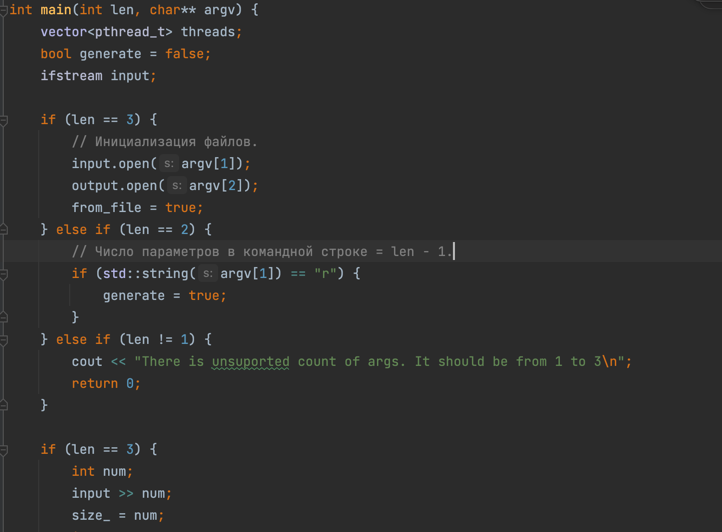 int main(int len, char** argv) {
    vector<pthread_t> threads;
    bool generate = false;
    ifstream input;

    if (len == 3) {
        // Инициализация файлов.
        input.open( s: argv[1]);
        output.open( s: argv[2]);
        from_file = true;
    } else if (len == 2) {
        // Число параметров в командной строке = len - 1.
        if (std::string( s: argv[1]) == "r") {
            generate = true;
        }
    } else if (len != 1) {
        cout << "There is unsuported count of args. It should be from 1 to 3\n";
        return 0;
    }

    if (len == 3) {
        int num;
        input >> num;
        size_ = num;